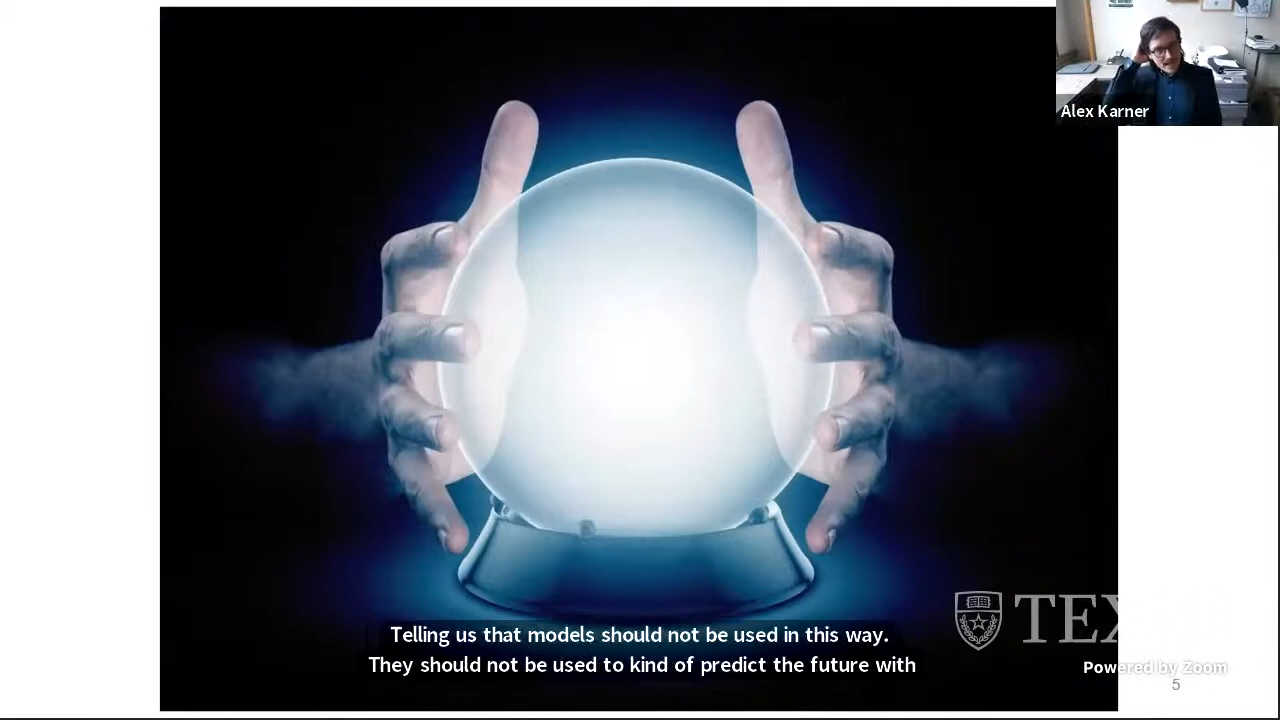 Alex Karner
Telling us that models should not be used in this way.
They should not be used to kind of predict the future with
TEX
Powered by Zoom
5